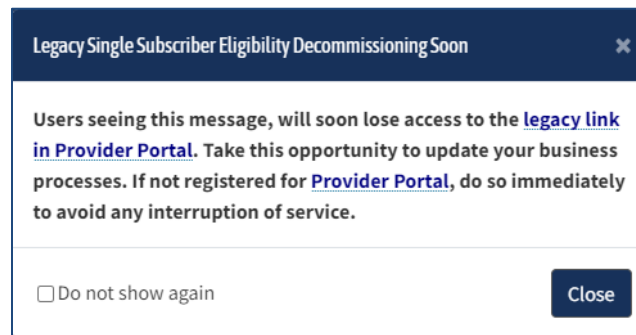 Legacy Single Subscriber Eligibility Decommissioning Soon ×
Users seeing this message, will soon lose access to the legacy link
in Provider Portal. Take this opportunity to update your business
processes. If not registered for Provider Portal, do so immediately
to avoid any interruption of service.
Do not show again
Close